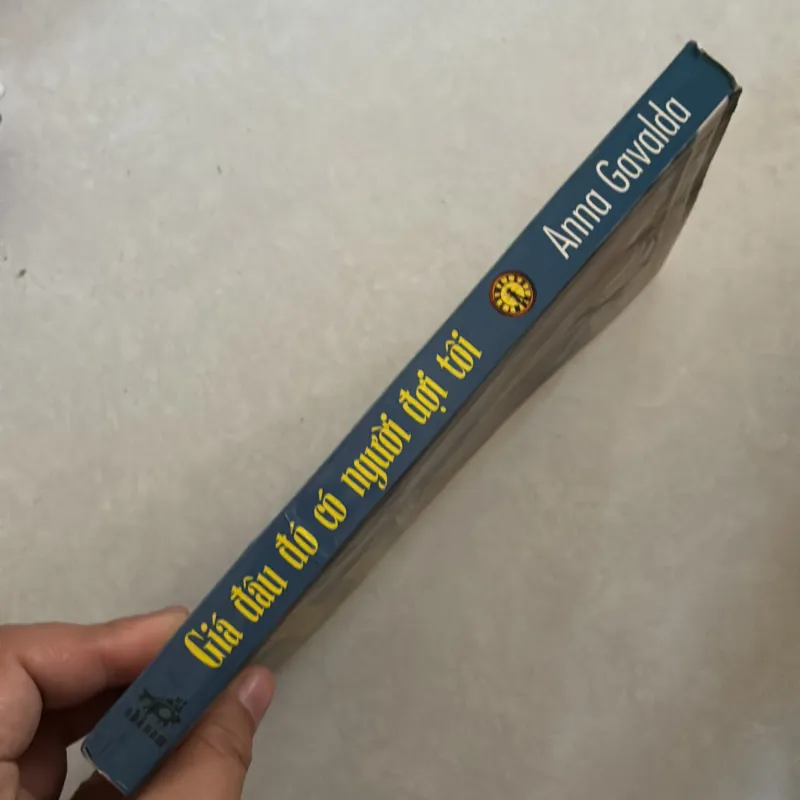 Giá đâu đó có người đợi tôi
Anna Gavalda